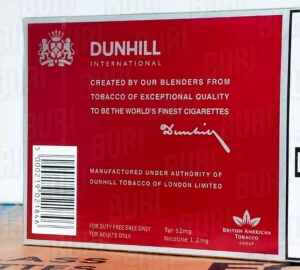 DUNHILL
INTERNATIONAL
CREATED BY OUR BLENDERS FROM
TOBACCO OF EXCEPTIONAL QUALITY
TO BE THE WORLD'S FINEST CIGARETTES
Dunhill
MANUFACTURED UNDER AUTHORITY OF
DUNHILL TOBACCO OF LONDON LIMITED
FOR DUTY FREE SALE ONLY
FOR ADULTS ONLY
Tar 12mg
Nicotine 1.2mg
BRITISH AMERICAN
TOBACCO
GROUP